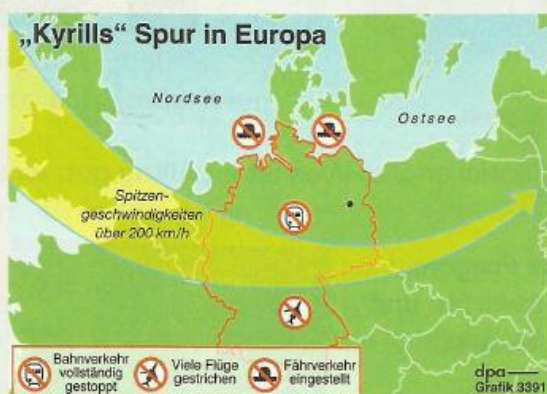 „Kyrills“ Spur in Europa
Nordsee
Ostsee
Spitzen-
geschwindigkeiten
über 200 km/h
Bahnverkehr
vollständig
gestoppt
Viele Flüge
gestrichen
Fährverkehr
eingestellt
dpa
Grafik 3391